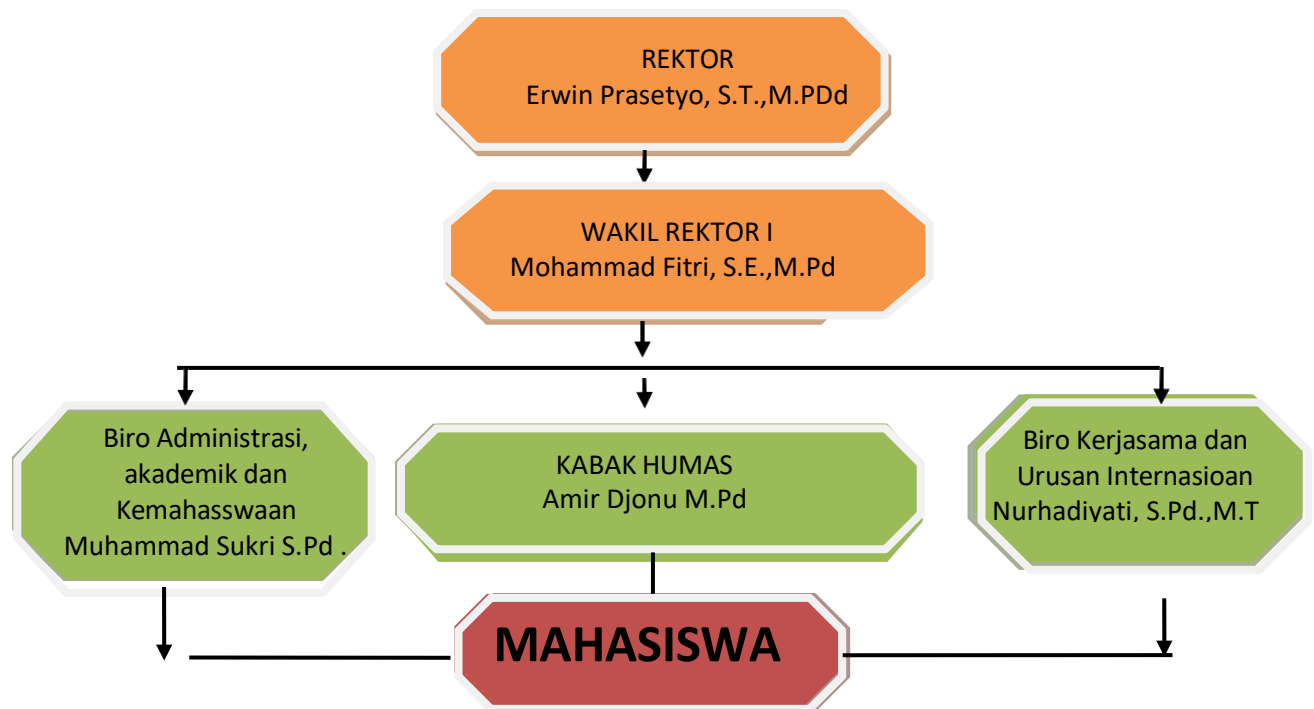 REKTOR
Erwin Prasetyo, S.T.,M.PDd
WAKIL REKTOR I
Mohammad Fitri, S.E.,M.Pd
Biro Administrasi,
akademik dan
Kemahasswaan
Muhammad Sukri S.Pd .
KABAK HUMAS
Amir Djonu M.Pd
Biro Kerjasama dan
Urusan Internasioan
Nurhadiyati, S.Pd.,M.T
MAHASISWA